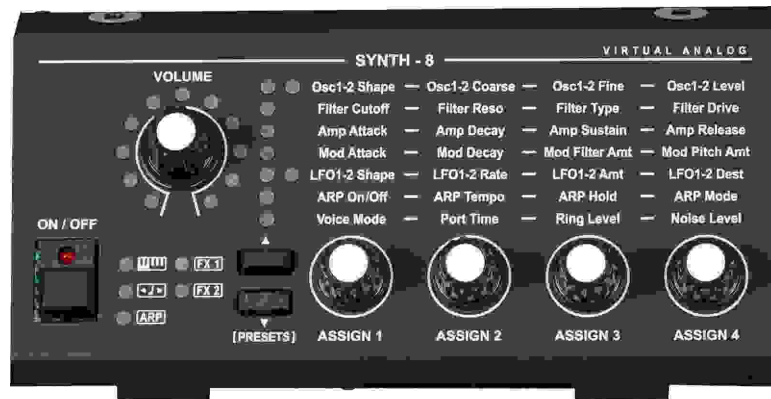 VIRTUAL ANALOG
SYNTH - 8
VOLUME
Osc1-2 Shape — Osc1-2 Coarse — Osc1-2 Fine — Osc1-2 Level
Filter Cutoff — Filter Reso — Filter Type — Filter Drive
Amp Attack — Amp Decay — Amp Sustain — Amp Release
Mod Attack — Mod Decay — Mod Filter Amt — Mod Pitch Amt
LFO1-2 Shape — LFO1-2 Rate — LFO1-2 Amt — LFO1-2 Dest
ARP On/Off — ARP Tempo — ARP Hold — ARP Mode
Voice Mode — Port Time — Ring Level — Noise Level
ON / OFF
FX 1
FX 2
ARP
[PRESETS]
ASSIGN 1 ASSIGN 2 ASSIGN 3 ASSIGN 4